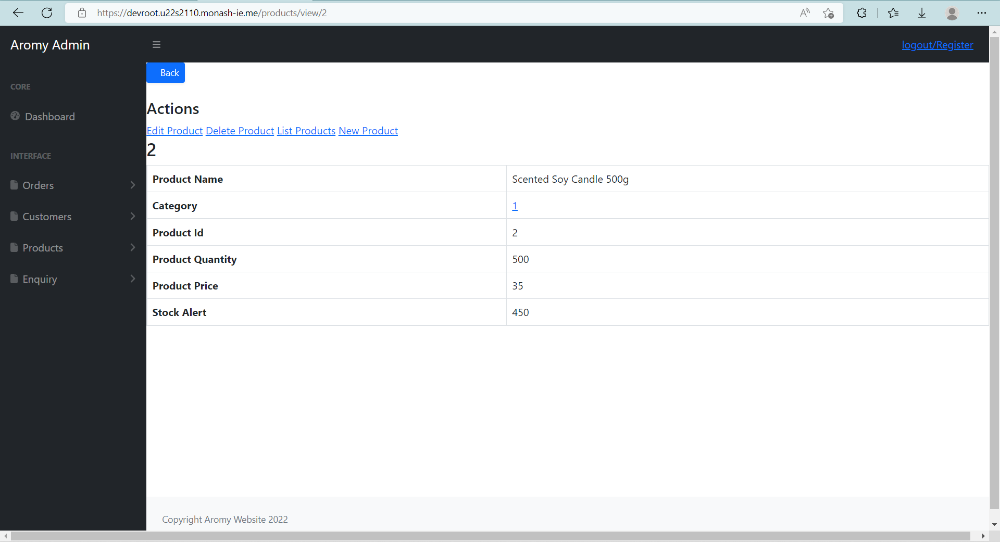 https://devroot.u22s2110.monash-ie.me/products/view/2
Aromy Admin
logout/Register
CORE
Dashboard
INTERFACE
Orders
Customers
Products
Enquiry
Back
Actions
Edit Product Delete Product List Products New Product
2
Product Name Scented Soy Candle 500g
Category 1
Product Id 2
Product Quantity 500
Product Price 35
Stock Alert 450
Copyright Aromy Website 2022